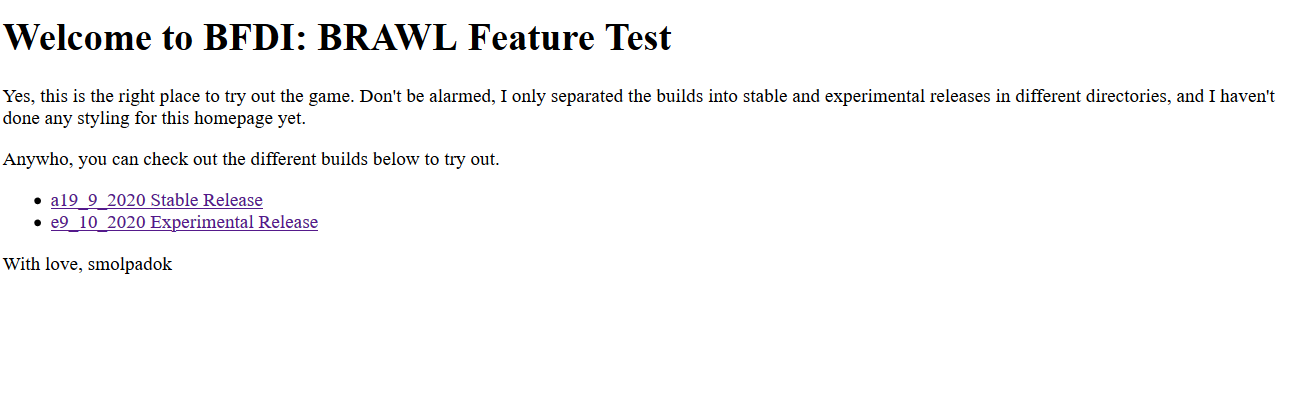 Welcome to BFDI: BRAWL Feature Test
Yes, this is the right place to try out the game. Don't be alarmed, I only separated the builds into stable and experimental releases in different directories, and I haven't
done any styling for this homepage yet.
Anywho, you can check out the different builds below to try out.
a19_9_2020 Stable Release
e9_10_2020 Experimental Release
With love, smolpadok